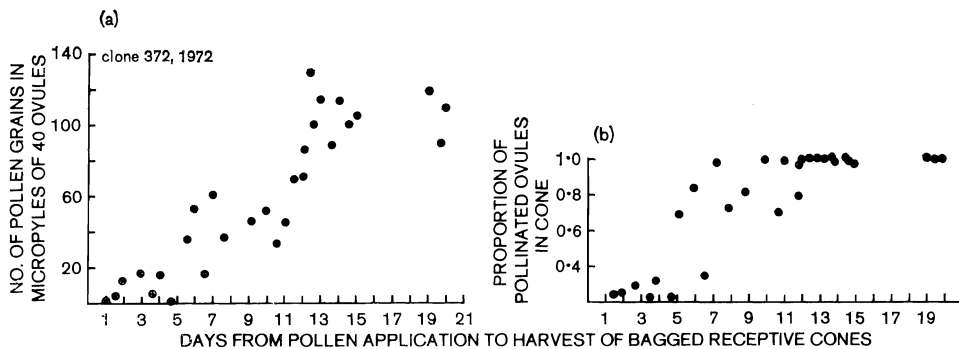 (a)
clone 372, 1972
NO. OF POLLEN GRAINS IN
MICROPYLES OF 40 OVULES
140
100
60
20
1 3 5 7 9 11 13 15 17 19 21
(b)
PROPORTION OF
POLLINATED OVULES
IN CONE
1·0
0·8
0·6
0·4
1 3 5 7 9 11 13 15 17 19
DAYS FROM POLLEN APPLICATION TO HARVEST OF BAGGED RECEPTIVE CONES